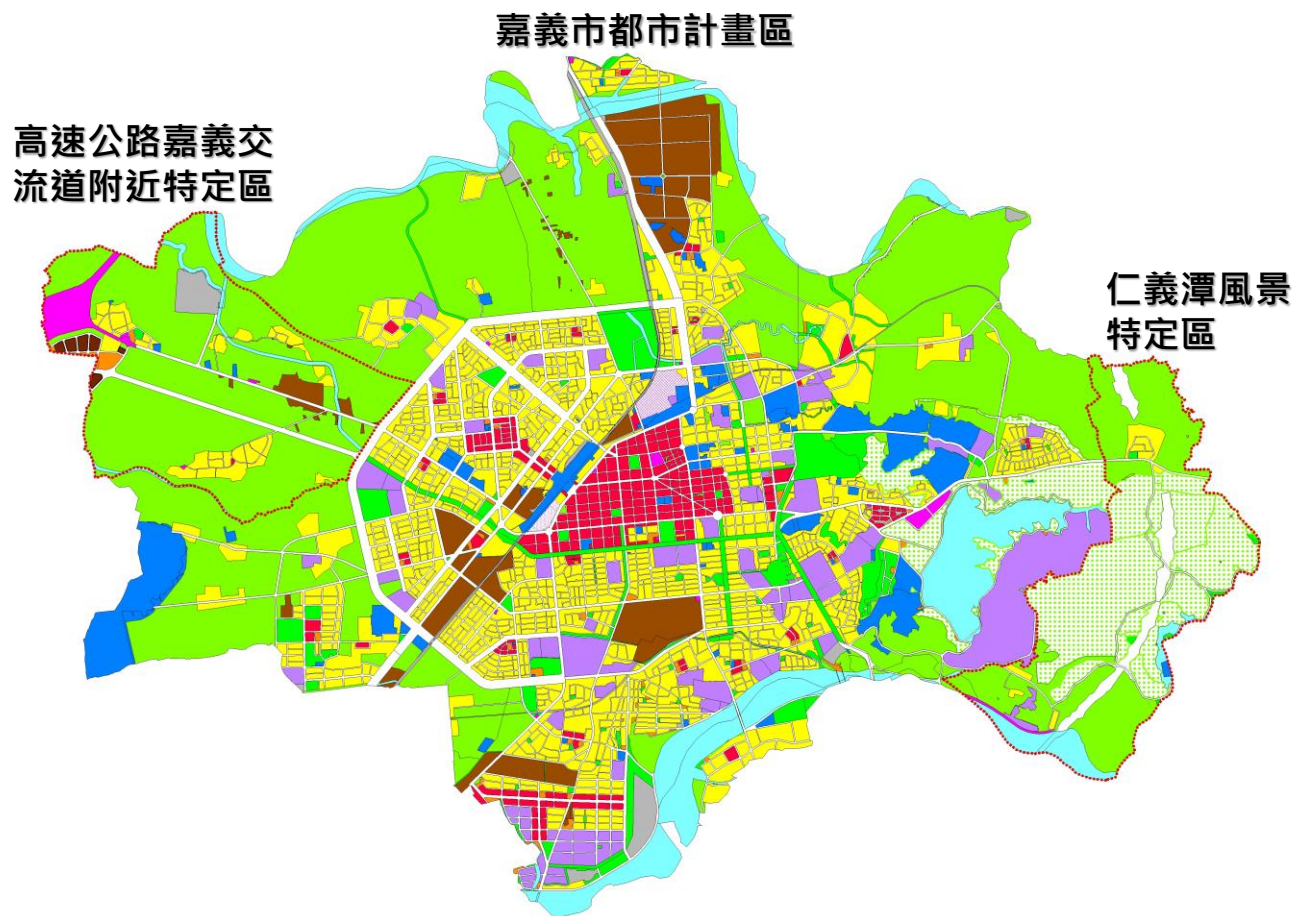 嘉義市都市計畫區
高速公路嘉義交
流道附近特定區
仁義潭風景
特定區